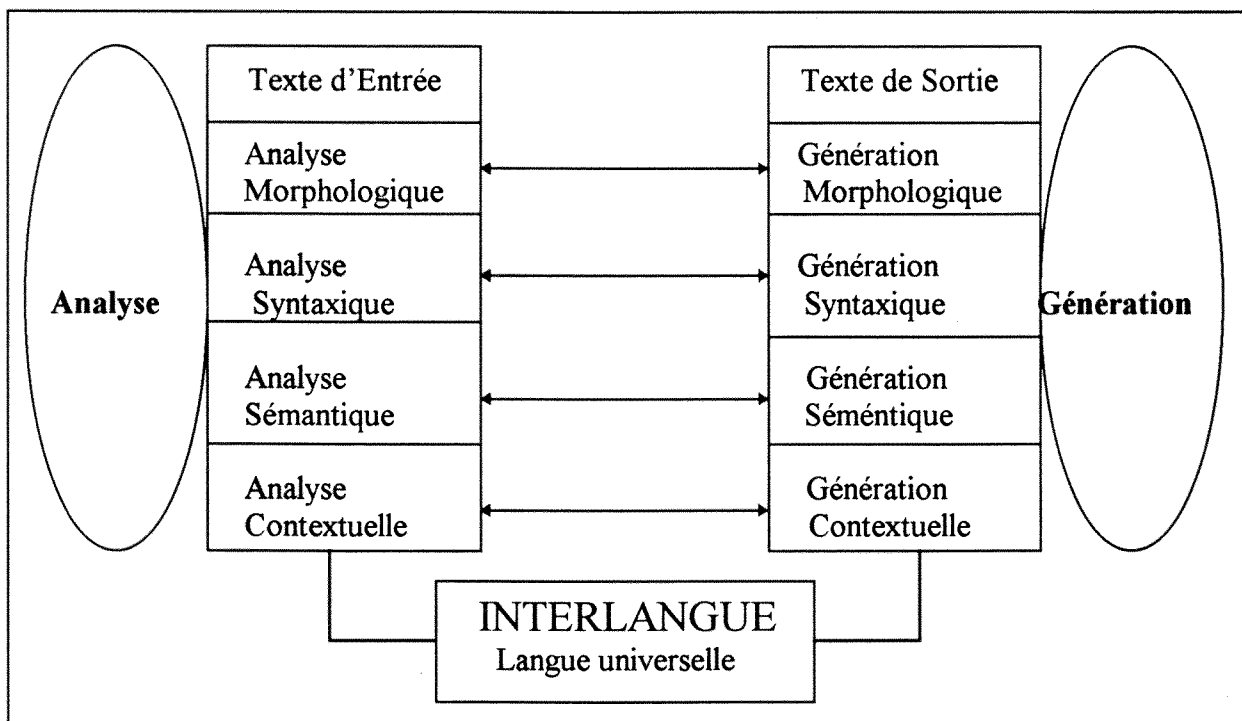 Texte d'Entrée
Analyse
Morphologique
Analyse
Syntaxique
Analyse
Sémantique
Analyse
Contextuelle
Analyse
Texte de Sortie
Génération
Morphologique
Génération
Syntaxique
Génération
Séméntique
Génération
Contextuelle
Génération
INTERLANGUE
Langue universelle